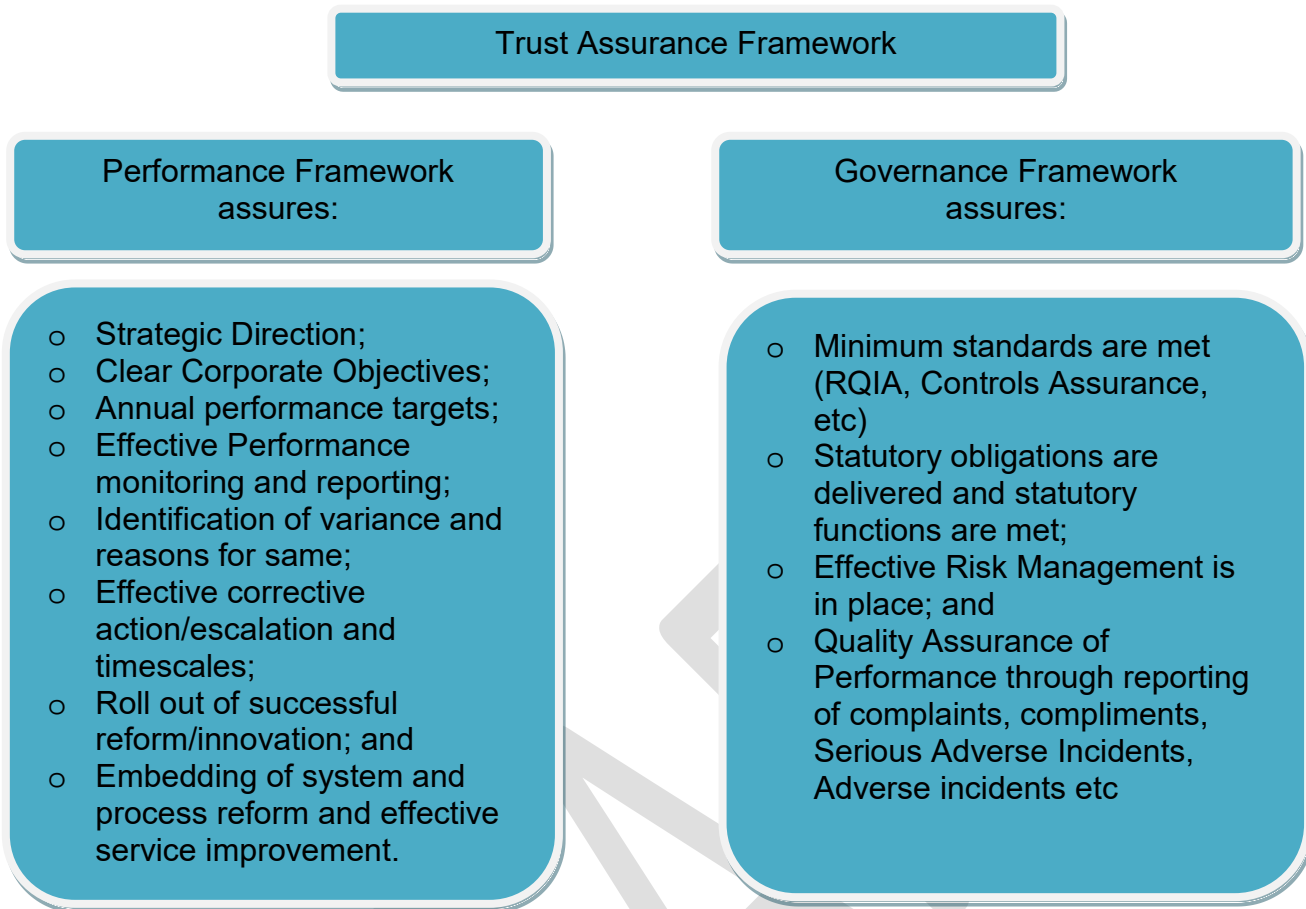 Trust Assurance Framework
Performance Framework
assures:
Governance Framework
assures:
o Strategic Direction;
o Clear Corporate Objectives;
o Annual performance targets;
o Effective Performance
monitoring and reporting;
o Identification of variance and
reasons for same;
o Effective corrective
action/escalation and
timescales;
o Roll out of successful
reform/innovation; and
o Embedding of system and
process reform and effective
service improvement.
o Minimum standards are met
(RQIA, Controls Assurance,
etc)
o Statutory obligations are
delivered and statutory
functions are met;
o Effective Risk Management is
in place; and
o Quality Assurance of
Performance through reporting
of complaints, compliments,
Serious Adverse Incidents,
Adverse incidents etc